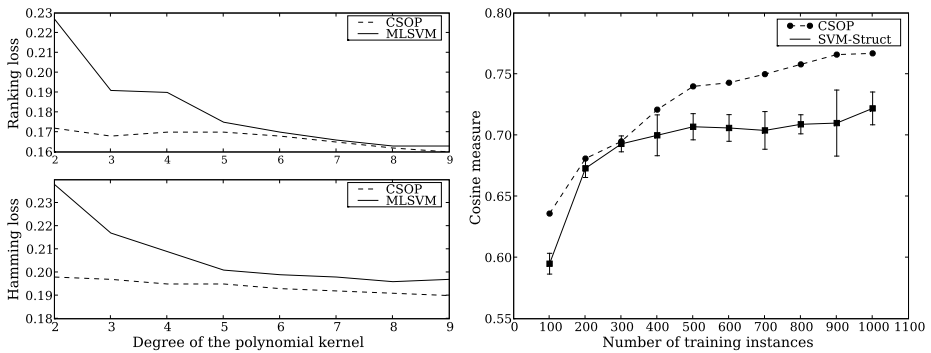 Ranking loss
0.23
0.22
0.21
0.20
0.19
0.18
0.17
0.16
2 3 4 5 6 7 8 9
CSOP
MLSVM
Hamming loss
0.23
0.22
0.21
0.20
0.19
0.18
2 3 4 5 6 7 8 9
CSOP
MLSVM
Degree of the polynomial kernel
Cosine measure
0.80
0.75
0.70
0.65
0.60
0.55
0 100 200 300 400 500 600 700 800 900 1000 1100
CSOP
SVM-Struct
Number of training instances